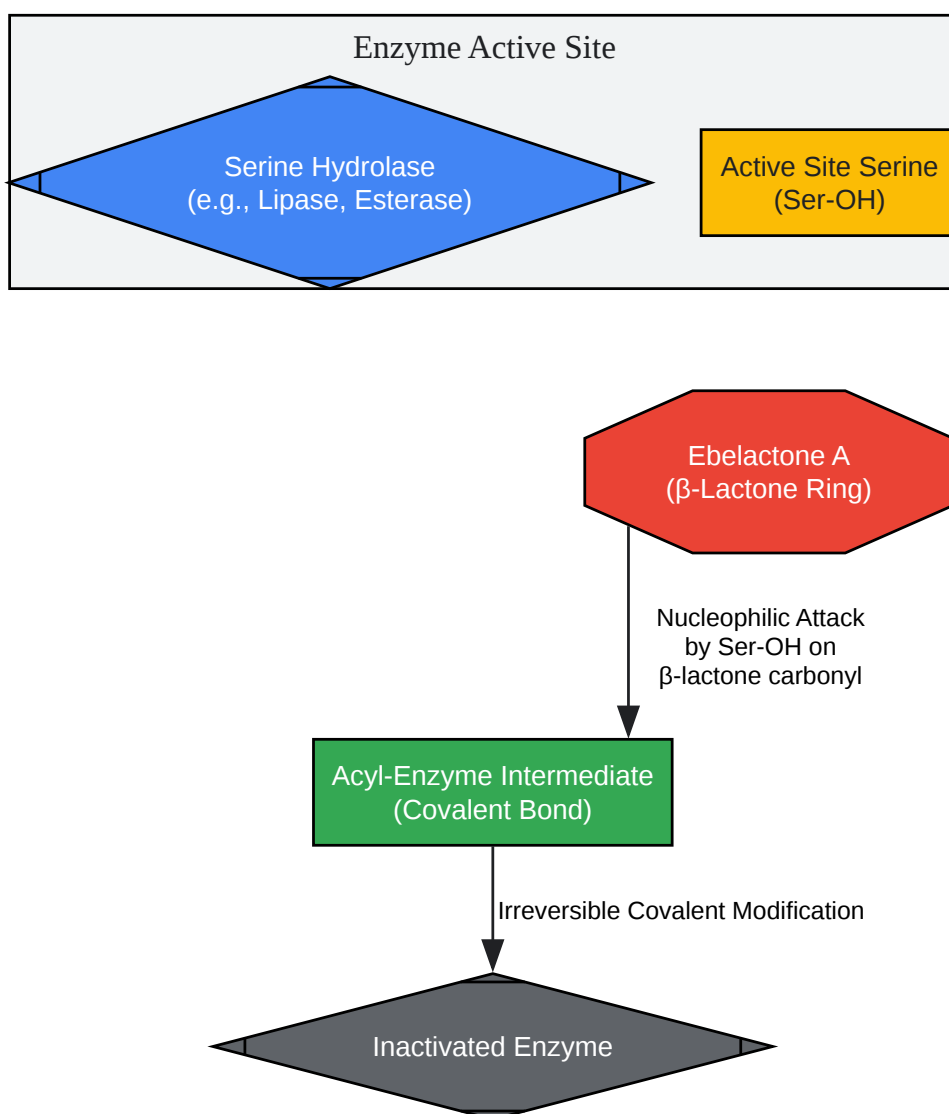 Enzyme Active Site
Serine Hydrolase
(e.g., Lipase, Esterase)
Active Site Serine
(Ser-OH)
Ebelactone A
(β-Lactone Ring)
Nucleophilic Attack
by Ser-OH on
β-lactone carbonyl
Acyl-Enzyme Intermediate
(Covalent Bond)
Irreversible Covalent Modification
Inactivated Enzyme